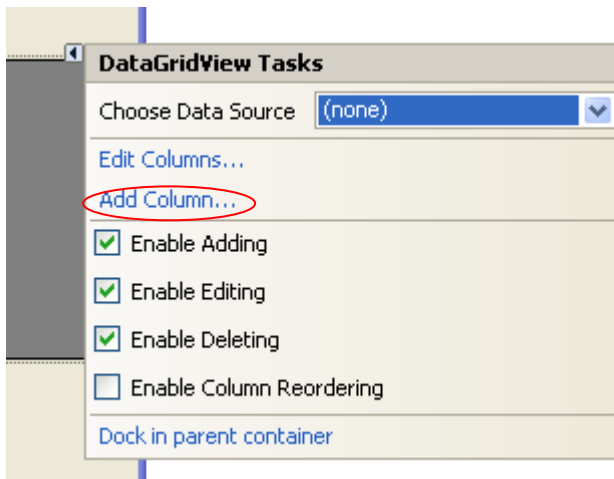 DataGridView Tasks
Choose Data Source (none)
Edit Columns...
Add Column...
Enable Adding
Enable Editing
Enable Deleting
Enable Column Reordering
Dock in parent container